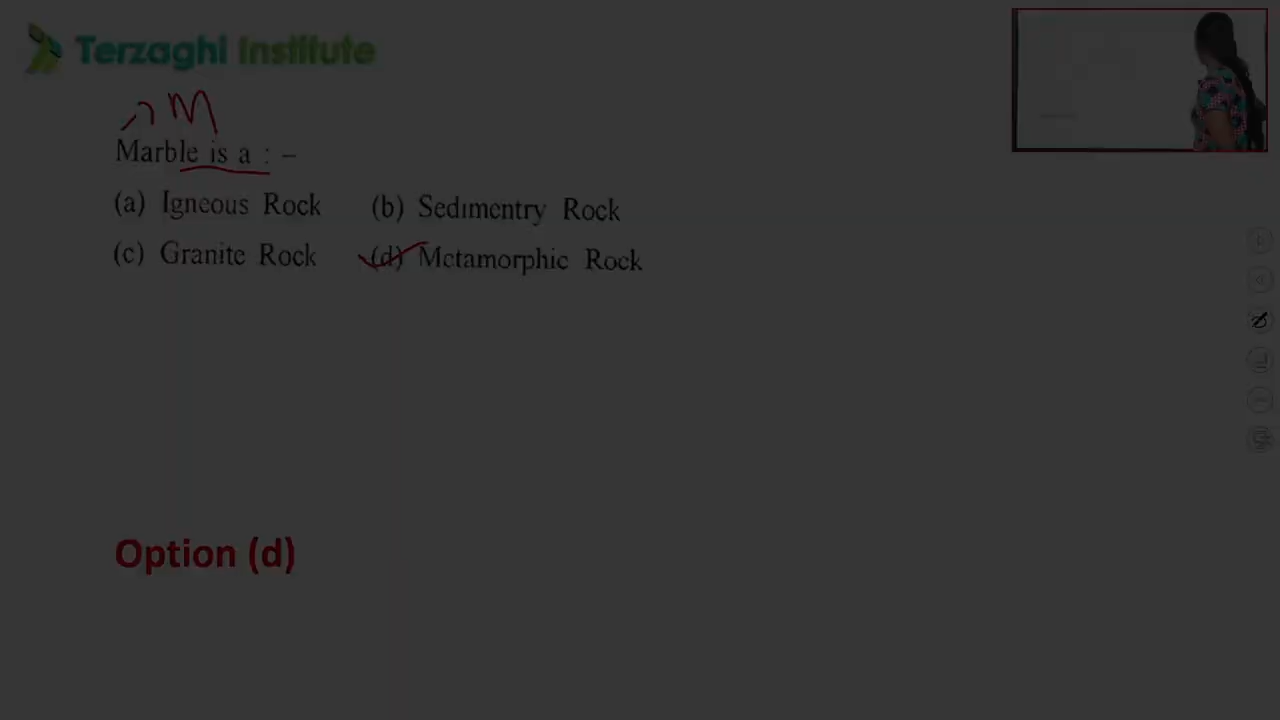 Terzaghi Institute
M
Marble is a : –
(a) Igneous Rock (b) Sedimentry Rock
(c) Granite Rock (d) Metamorphic Rock
Option (d)